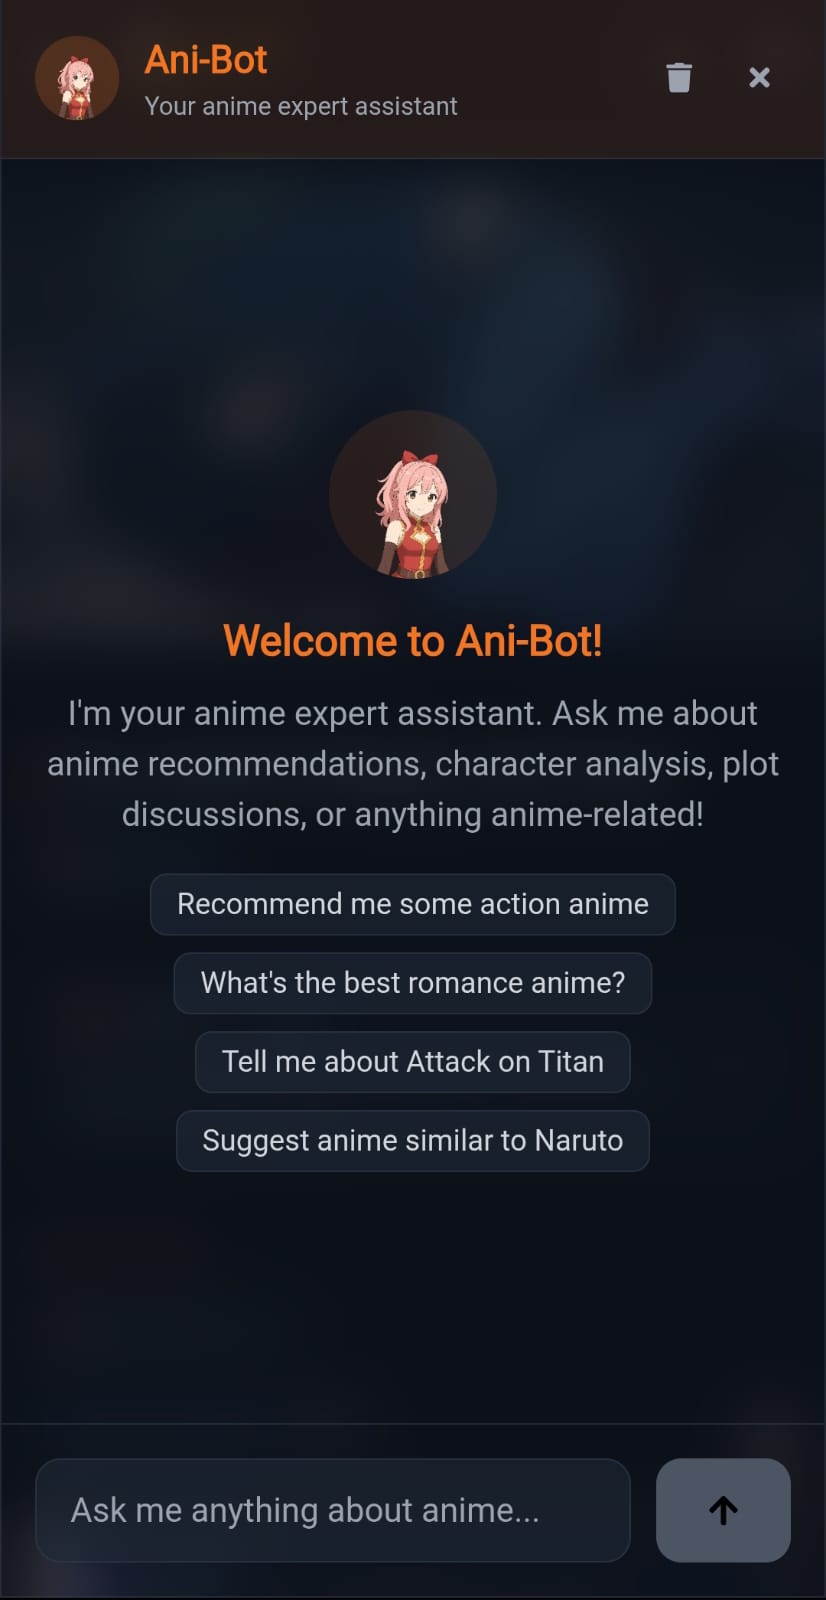 Ani-Bot
Your anime expert assistant
Welcome to Ani-Bot!
I'm your anime expert assistant. Ask me about
anime recommendations, character analysis, plot
discussions, or anything anime-related!
Recommend me some action anime
What's the best romance anime?
Tell me about Attack on Titan
Suggest anime similar to Naruto
Ask me anything about anime...